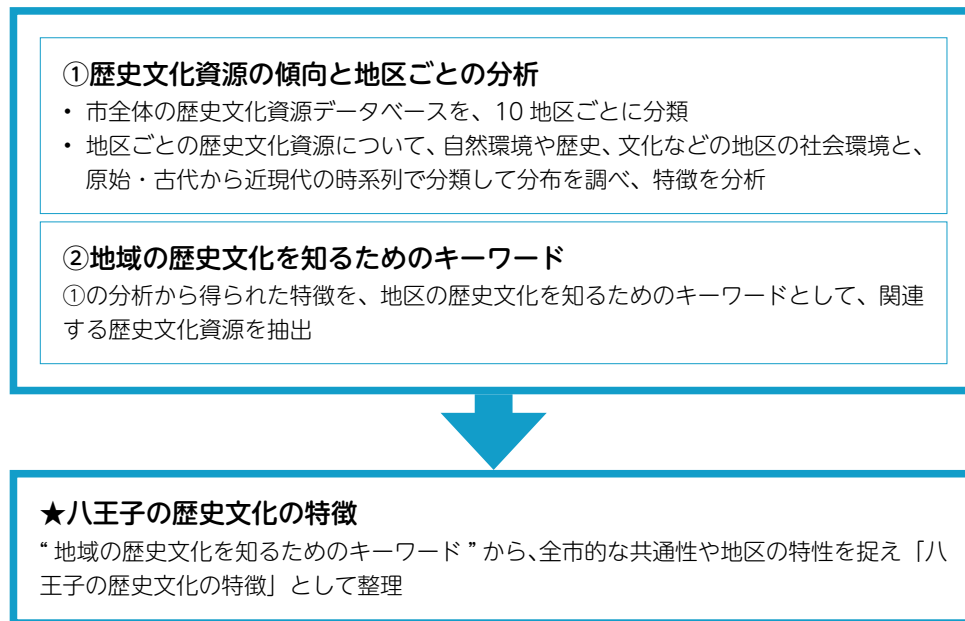 ①歴史文化資源の傾向と地区ごとの分析
・ 市全体の歴史文化資源データベースを、10 地区ごとに分類
・ 地区ごとの歴史文化資源について、自然環境や歴史、文化などの地区の社会環境と、
原始・古代から近現代の時系列で分類して分布を調べ、特徴を分析
②地域の歴史文化を知るためのキーワード
①の分析から得られた特徴を、地区の歴史文化を知るためのキーワードとして、関連
する歴史文化資源を抽出
★八王子の歴史文化の特徴
“ 地域の歴史文化を知るためのキーワード ” から、全市的な共通性や地区の特性を捉え「八
王子の歴史文化の特徴」として整理